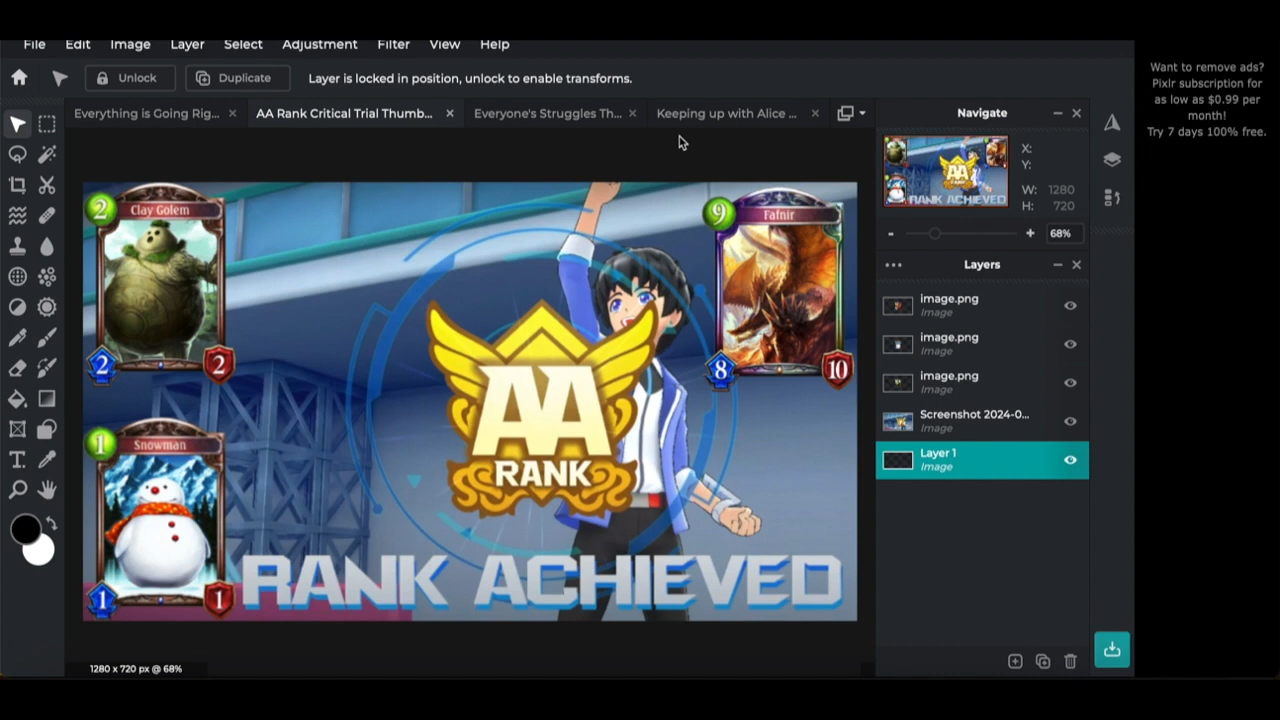 File Edit Image Layer Select Adjustment Filter View Help
Unlock Duplicate Layer is locked in position, unlock to enable transforms.
Want to remove ads?
Pixlr subscription for
as low as $0.99 per
month!
Try 7 days 100% free.
Everything is Going Rig... AA Rank Critical Trial Thumb... Everyone's Struggles Th... Keeping up with Alice ...
Navigate
X:
Y:
W: 1280
H: 720
- + 68%
Layers
image.png
Image
image.png
Image
image.png
Image
Screenshot 2024-0...
Image
Layer 1
Image
2 Clay Golem
2 2
9 Fafnir
8 10
AA
RANK
1 Snowman
1 1
RANK ACHIEVED
1280 x 720 px @ 68%